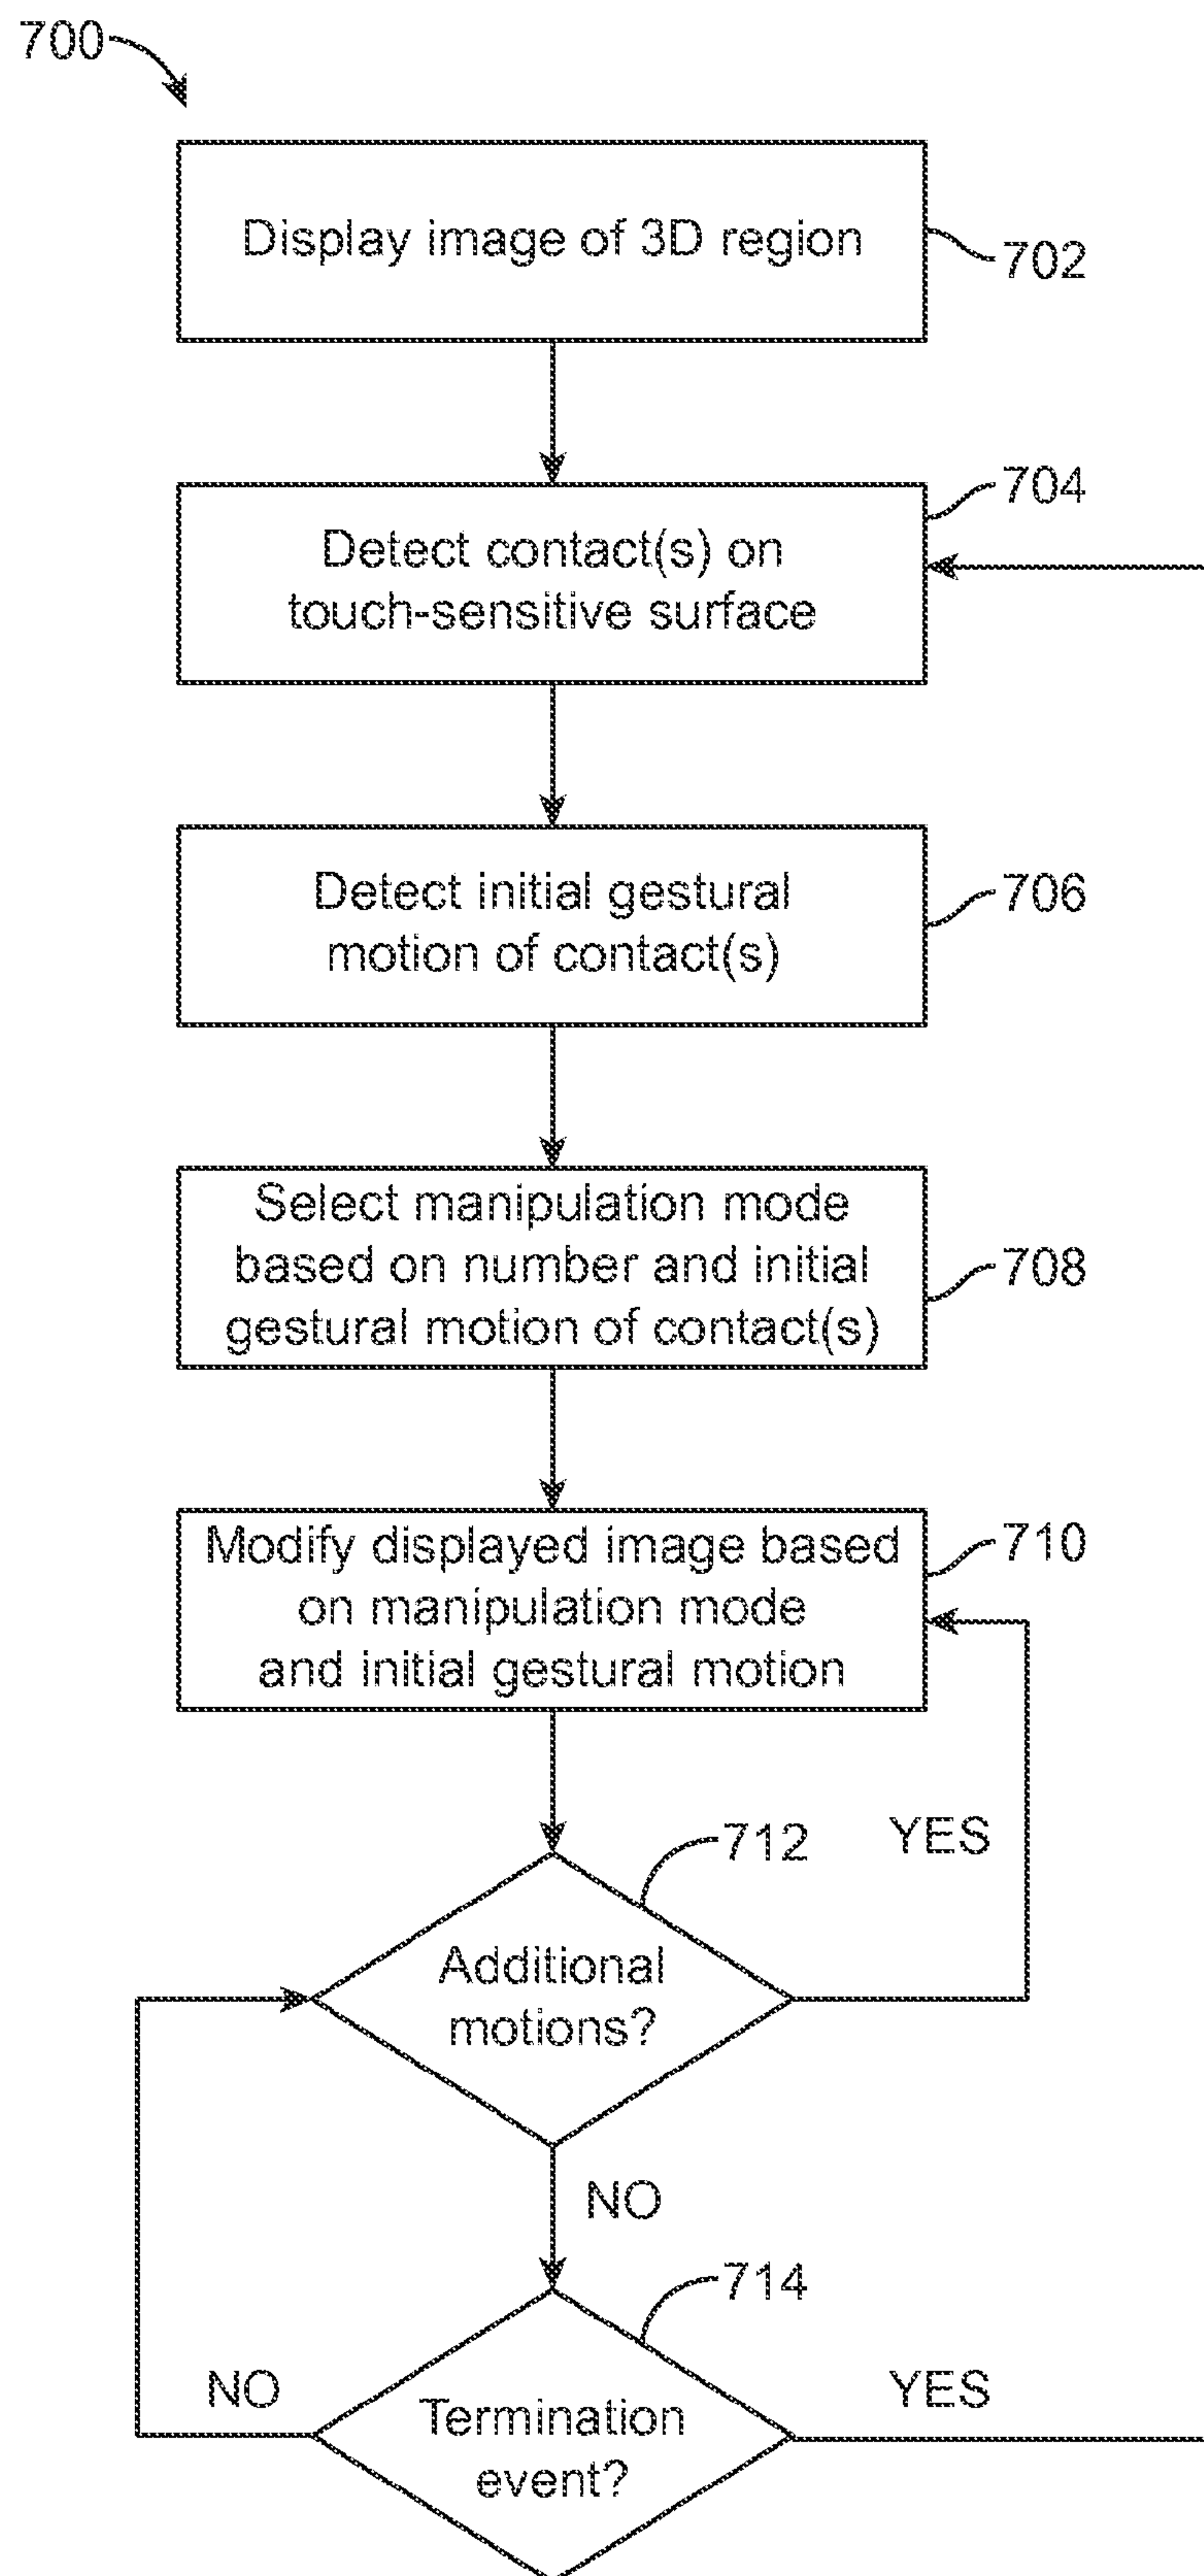 700
Display image of 3D region
702
704
Detect contact(s) on
touch-sensitive surface
Detect initial gestural
motion of contact(s)
706
Select manipulation mode
based on number and initial
gestural motion of contact(s)
708
Modify displayed image based
on manipulation mode
and initial gestural motion
710
712
YES
Additional
motions?
NO
714
NO
YES
Termination
event?